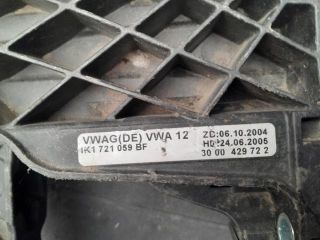 VWAG(DE) VWA 12 ZD:06.10.2004
1K1 721 059 BF HD:24.06.2005
3 30 00 429 72 2